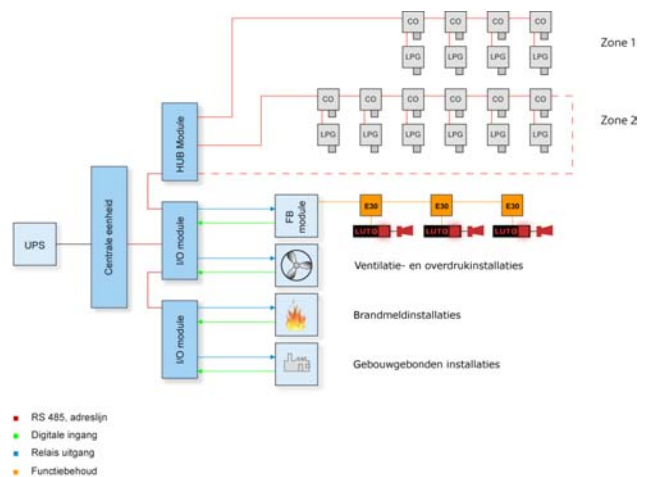 CO CO CO CO
LPG LPG LPG LPG
Zone 1
CO CO CO CO CO CO
LPG LPG LPG LPG LPG LPG
Zone 2
HUB Module
UPS
Centrale eenheid
I/O module
FB module
E30 E30 E30
LUTO LUTO LUTO
Ventilatie- en overdrukinstallaties
I/O module
Brandmeldinstallaties
Gebouwgebonden installaties
RS 485, adreslijn
Digitale ingang
Relais uitgang
Functiebehoud